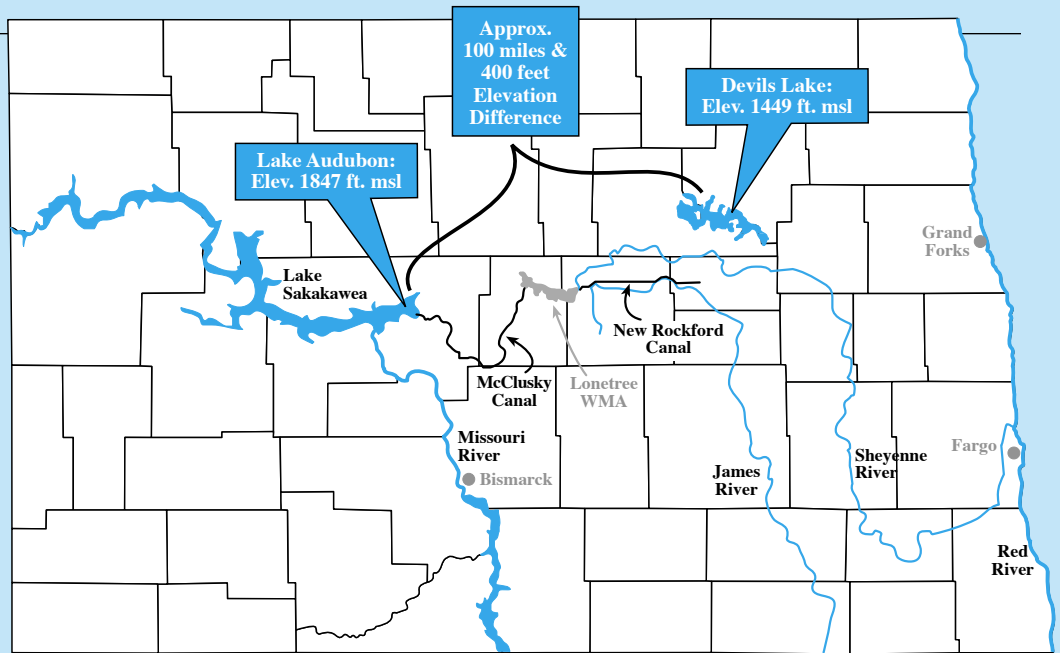 Approx.
100 miles &
400 feet
Elevation
Difference
Devils Lake:
Elev. 1449 ft. msl
Lake Audubon:
Elev. 1847 ft. msl
Grand
Forks
Lake
Sakakawea
New Rockford
Canal
McClusky
Canal
Lonetree
WMA
Missouri
River
Bismarck
James
River
Sheyenne
River
Fargo
Red
River